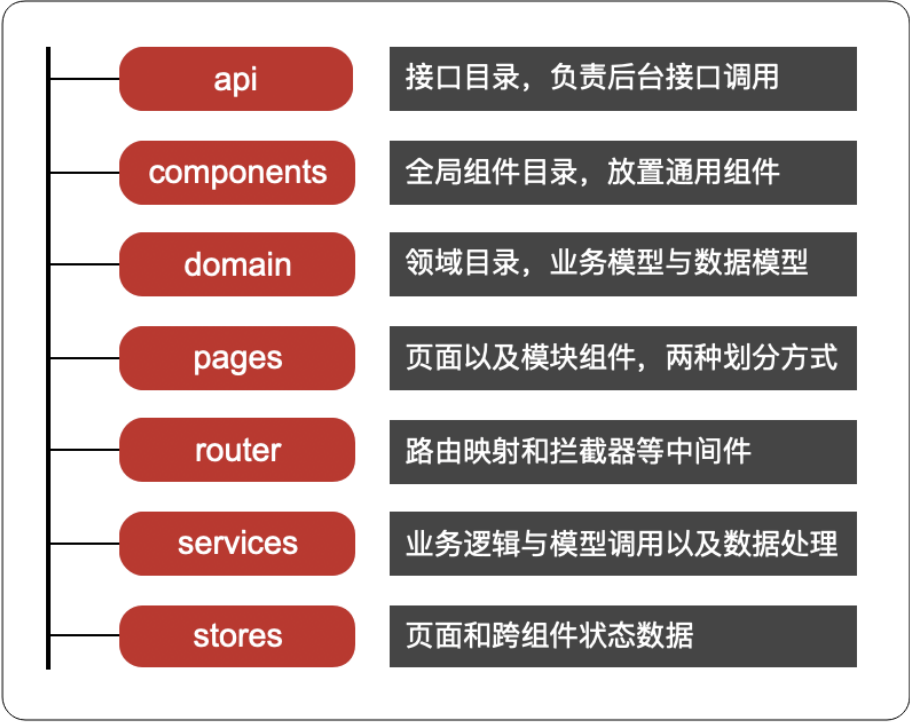 api
接口目录，负责后台接口调用
components
全局组件目录，放置通用组件
domain
领域目录，业务模型与数据模型
pages
页面以及模块组件，两种划分方式
router
路由映射和拦截器等中间件
services
业务逻辑与模型调用以及数据处理
stores
页面和跨组件状态数据